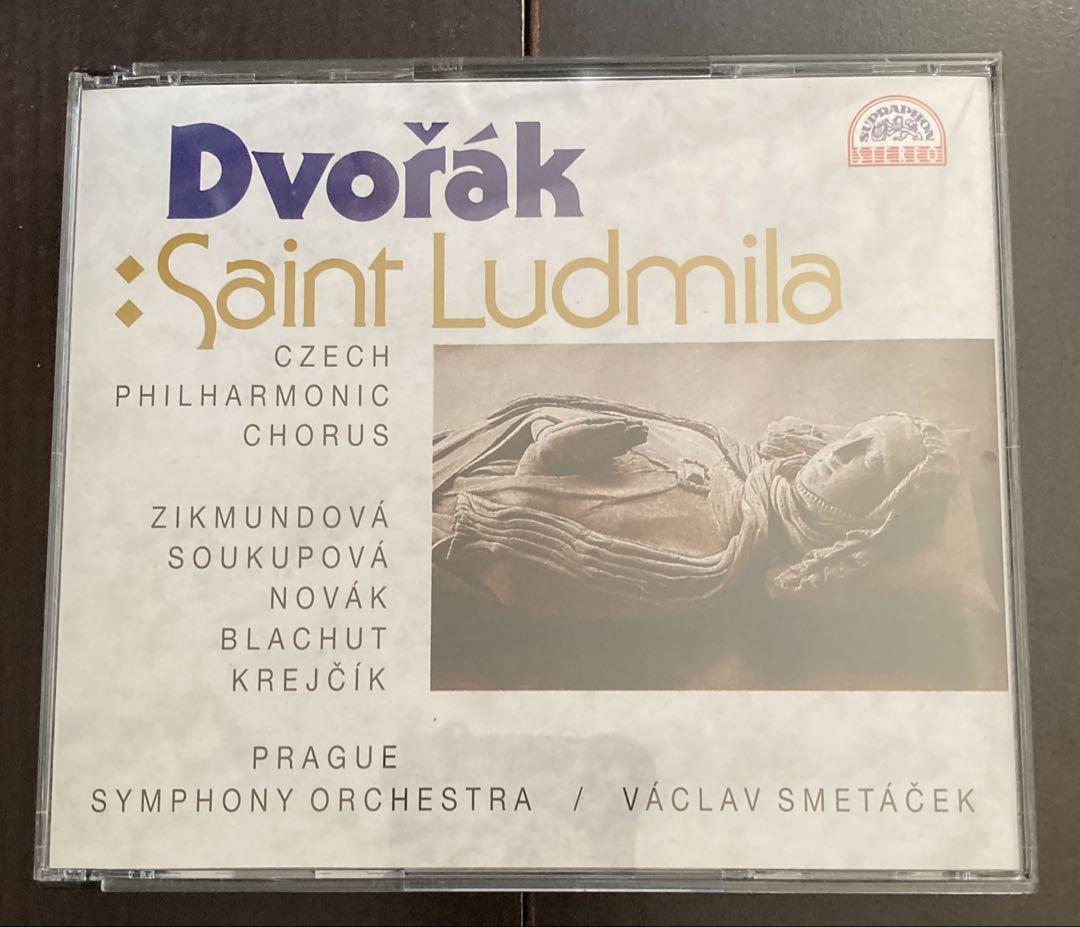 Dvořák
SUPRAPHON
STEREO
:Saint Ludmila
CZECH
PHILHARMONIC
CHORUS
ZIKMUNDOVÁ
SOUKUPOVÁ
NOVÁK
BLACHUT
KREJČÍK
PRAGUE
SYMPHONY ORCHESTRA / VÁCLAV SMETÁČEK